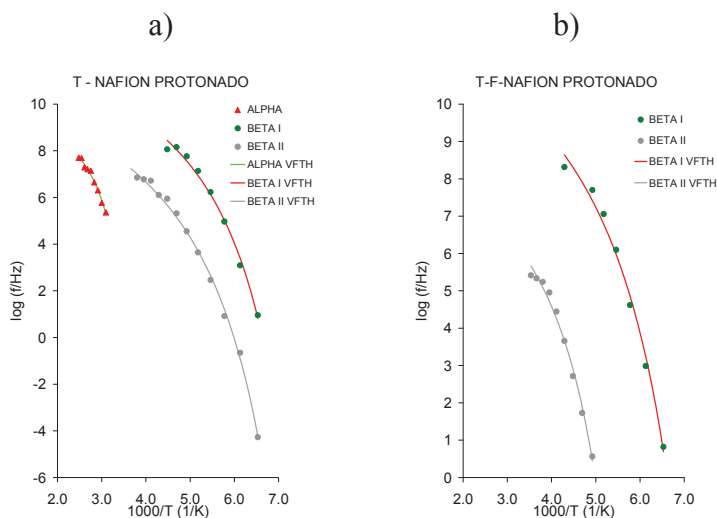 a)
T - NAFION PROTONADO
log (f/Hz)
10
8
6
4
2
0
-2
-4
-6
2.0 3.0 4.0 5.0 6.0 7.0
1000/T (1/K)
ALPHA
BETA I
BETA II
ALPHA VFTH
BETA I VFTH
BETA II VFTH
b)
T-F-NAFION PROTONADO
log (f/Hz)
10
9
8
7
6
5
4
3
2
1
0
2.0 3.0 4.0 5.0 6.0 7.0
1000/T (1/K)
BETA I
BETA II
BETA I VFTH
BETA II VFTH